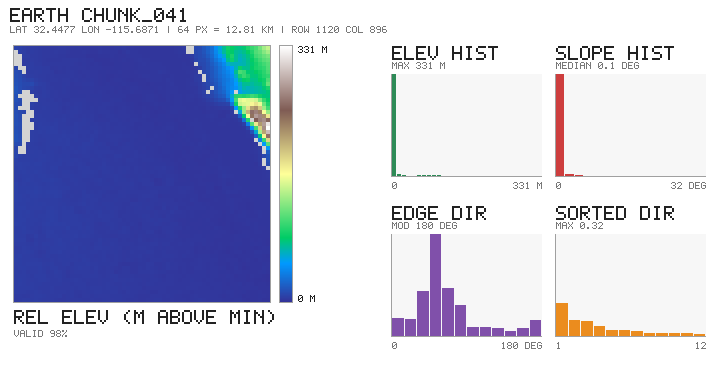 EARTH CHUNK_041
LAT 32.4477 LON -115.6871 | 64 PX = 12.81 KM | ROW 1120 COL 896
331 M
0 M
REL ELEV (M ABOVE MIN)
VALID 98%
ELEV HIST
MAX 331 M
0 331 M
SLOPE HIST
MEDIAN 0.1 DEG
0 32 DEG
EDGE DIR
MOD 180 DEG
0 180 DEG
SORTED DIR
MAX 0.32
1 12